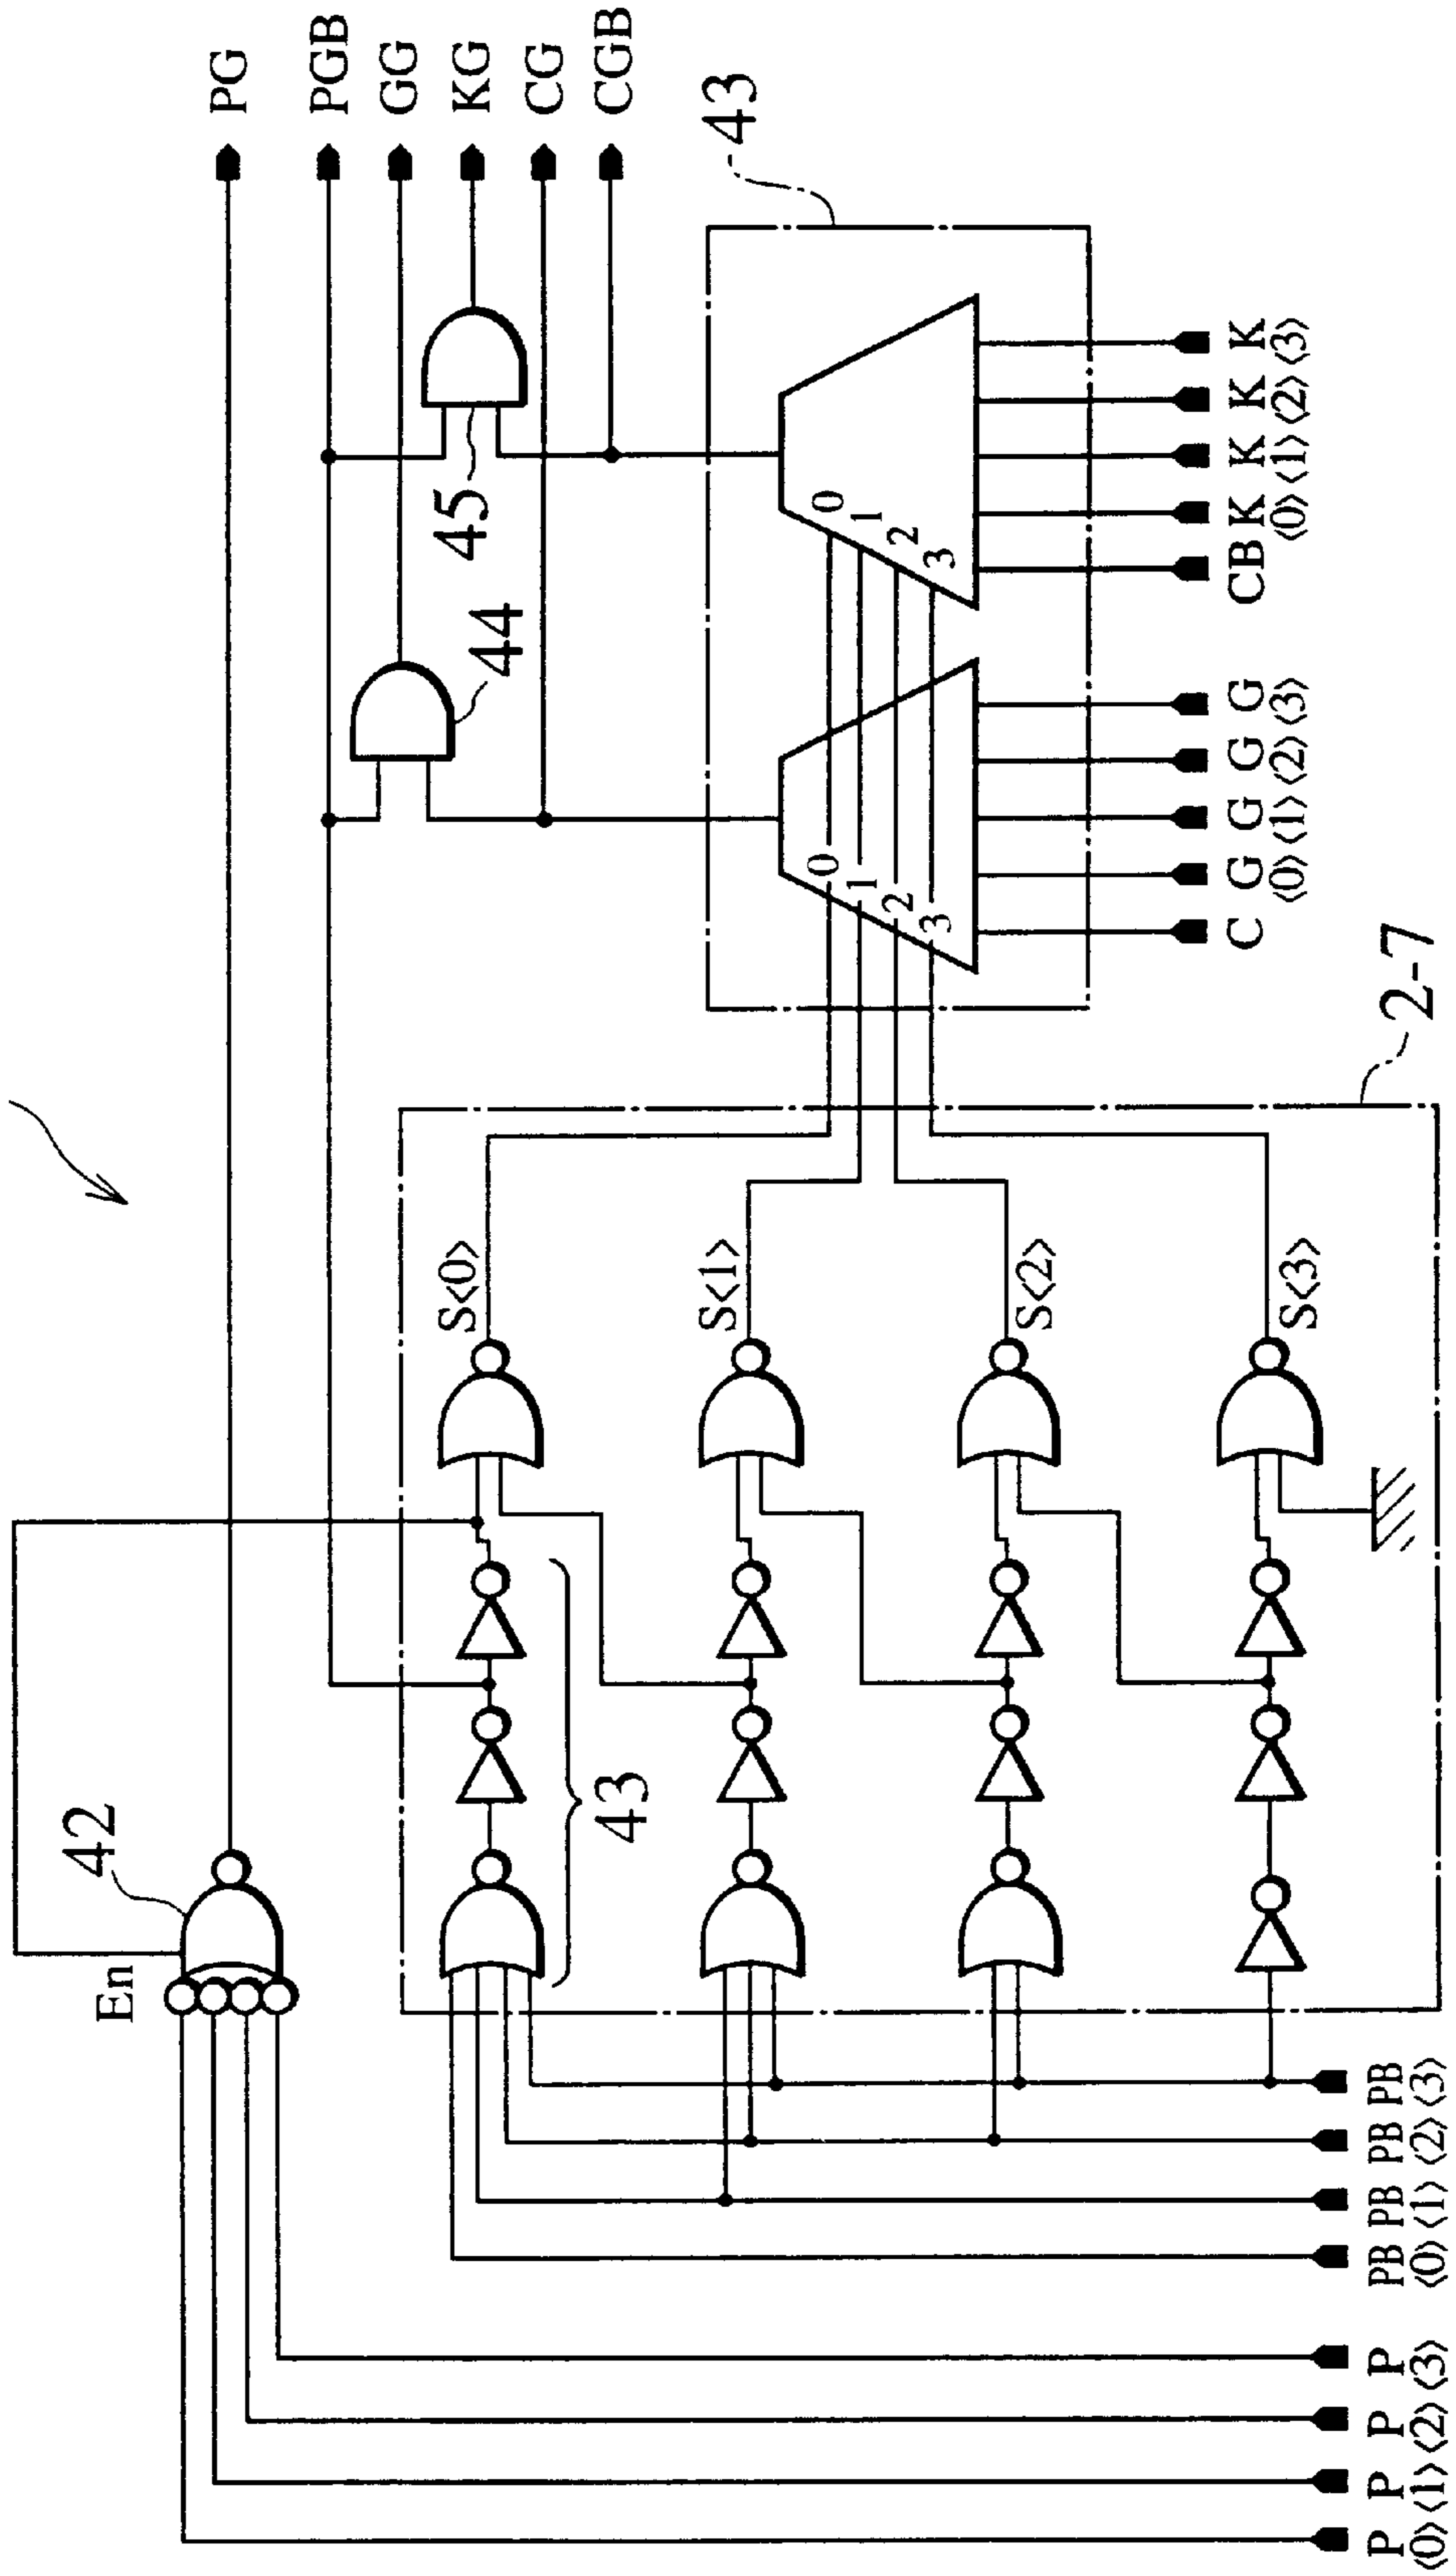 PG
PGB
GG
KG
CG
CGB
42
En
44
45
43
0
1
2
3
0
1
2
3
C G G G G
⟨0⟩ ⟨1⟩ ⟨2⟩ ⟨3⟩
CB K K K K
⟨0⟩ ⟨1⟩ ⟨2⟩ ⟨3⟩
S⟨0⟩
S⟨1⟩
S⟨2⟩
S⟨3⟩
43
2-7
P P P P
⟨0⟩ ⟨1⟩ ⟨2⟩ ⟨3⟩
PB PB PB PB
⟨0⟩ ⟨1⟩ ⟨2⟩ ⟨3⟩